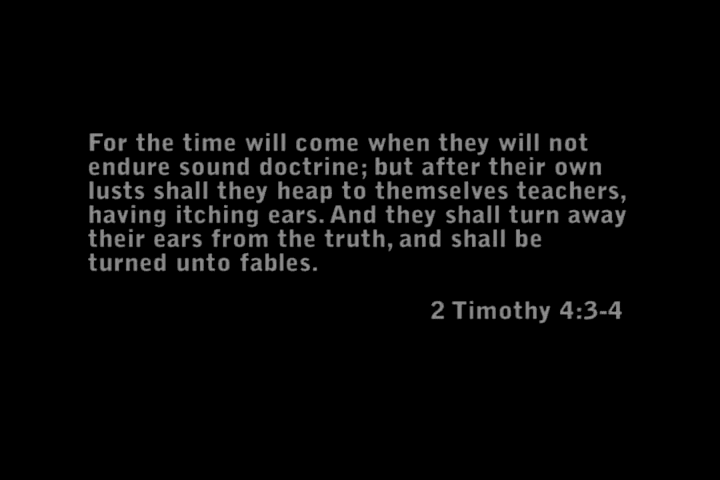 For the time will come when they will not
endure sound doctrine; but after their own
lusts shall they heap to themselves teachers,
having itching ears. And they shall turn away
their ears from the truth, and shall be
turned unto fables.
2 Timothy 4:3-4